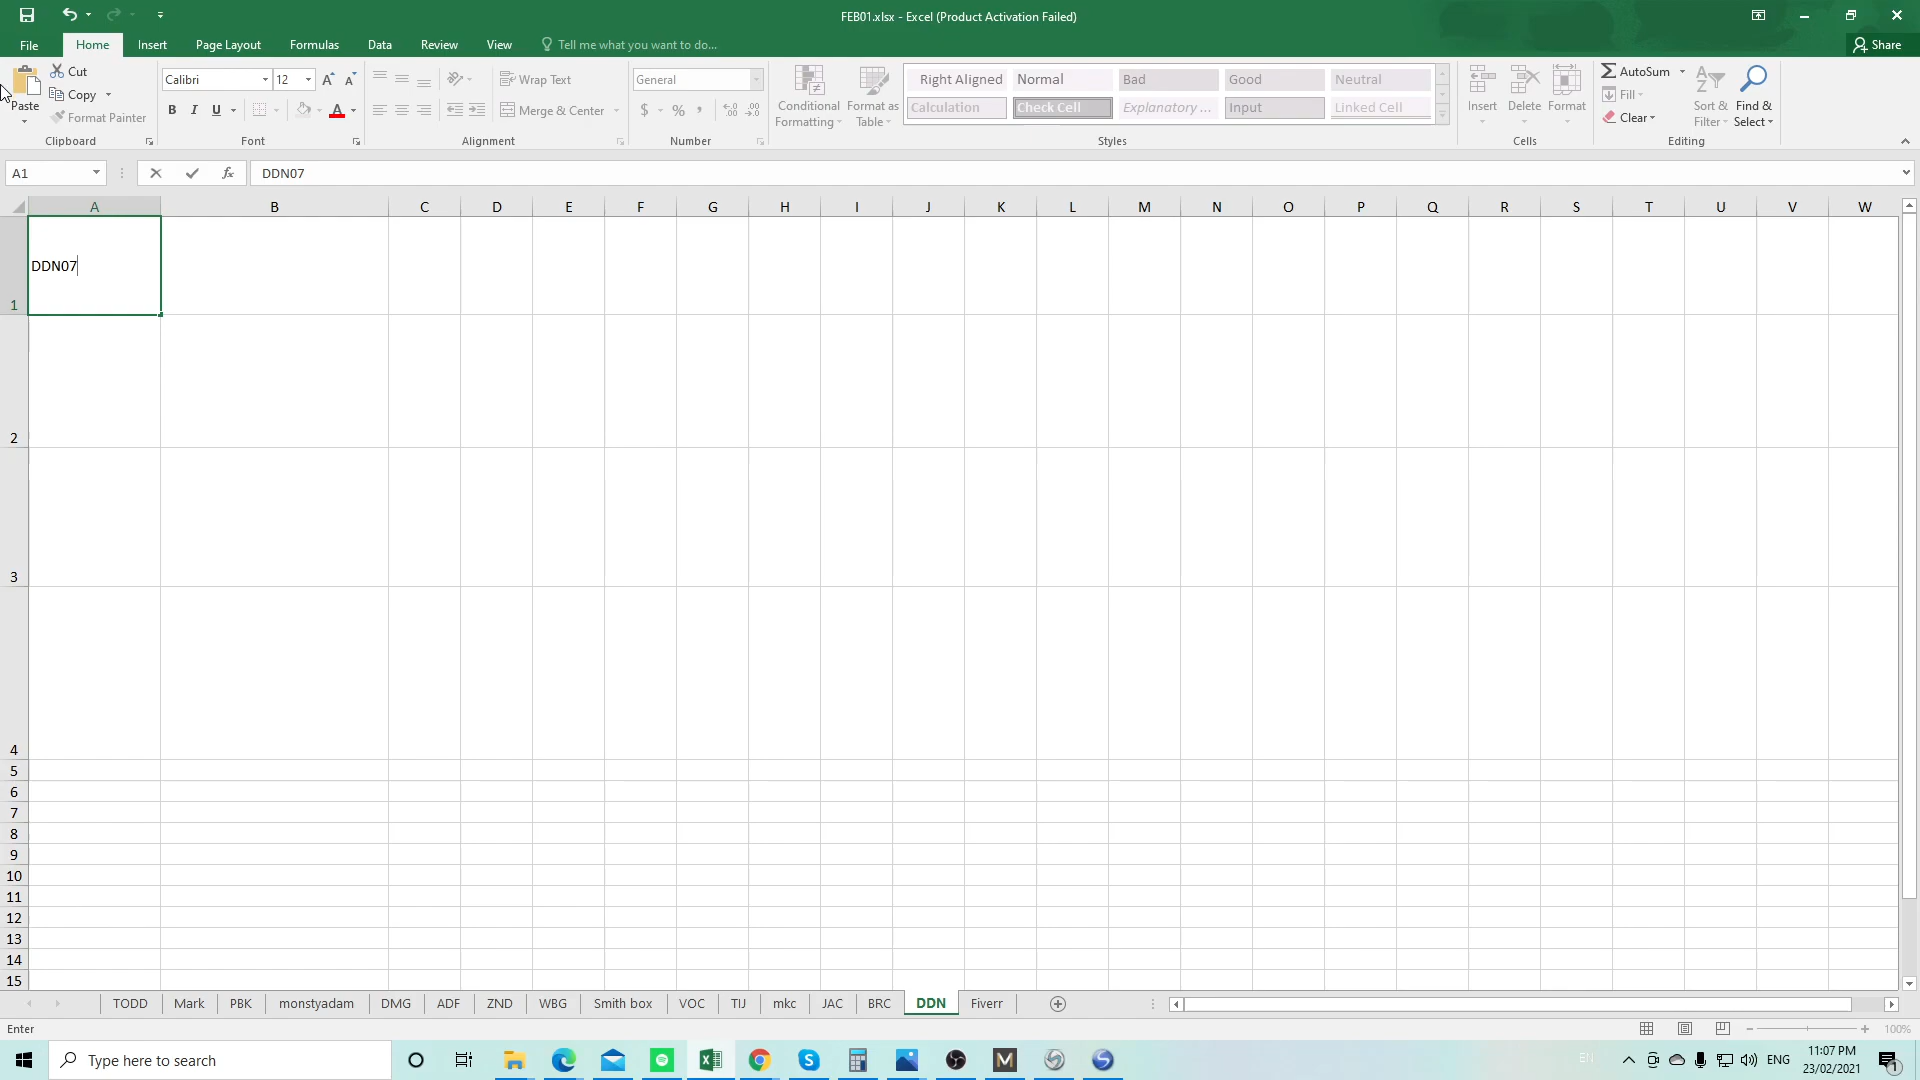 FEB01.xlsx - Excel (Product Activation Failed)
File Home Insert Page Layout Formulas Data Review View Tell me what you want to do... Share
Paste
Cut
Copy
Format Painter
Clipboard
Calibri 12
B I U
Font
Wrap Text
Merge & Center
Alignment
General
$ % ,
Number
Conditional Formatting
Format as Table
Right Aligned Normal Bad Good Neutral
Calculation Check Cell Explanatory ... Input Linked Cell
Styles
Insert Delete Format
Cells
AutoSum
Fill
Clear
Sort & Filter
Find & Select
Editing
A1 fx DDN07
A B C D E F G H I J K L M N O P Q R S T U V W
DDN07
1
2
3
4
5
6
7
8
9
10
11
12
13
14
15
TODD Mark PBK monstyadam DMG ADF ZND WBG Smith box VOC TIJ mkc JAC BRC DDN Fiverr
Enter 100%
Type here to search
ENG
11:07 PM
23/02/2021
1